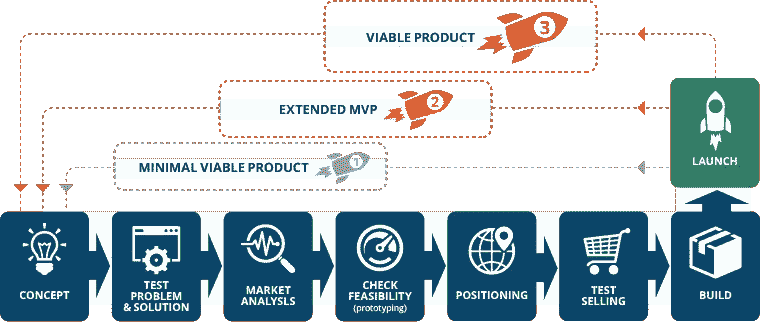 VIABLE PRODUCT
3
EXTENDED MVP
2
MINIMAL VIABLE PRODUCT
1
LAUNCH
CONCEPT
TEST
PROBLEM
& SOLUTION
MARKET
ANALYSIS
CHECK
FEASIBILITY
(prototyping)
POSITIONING
TEST
SELLING
BUILD